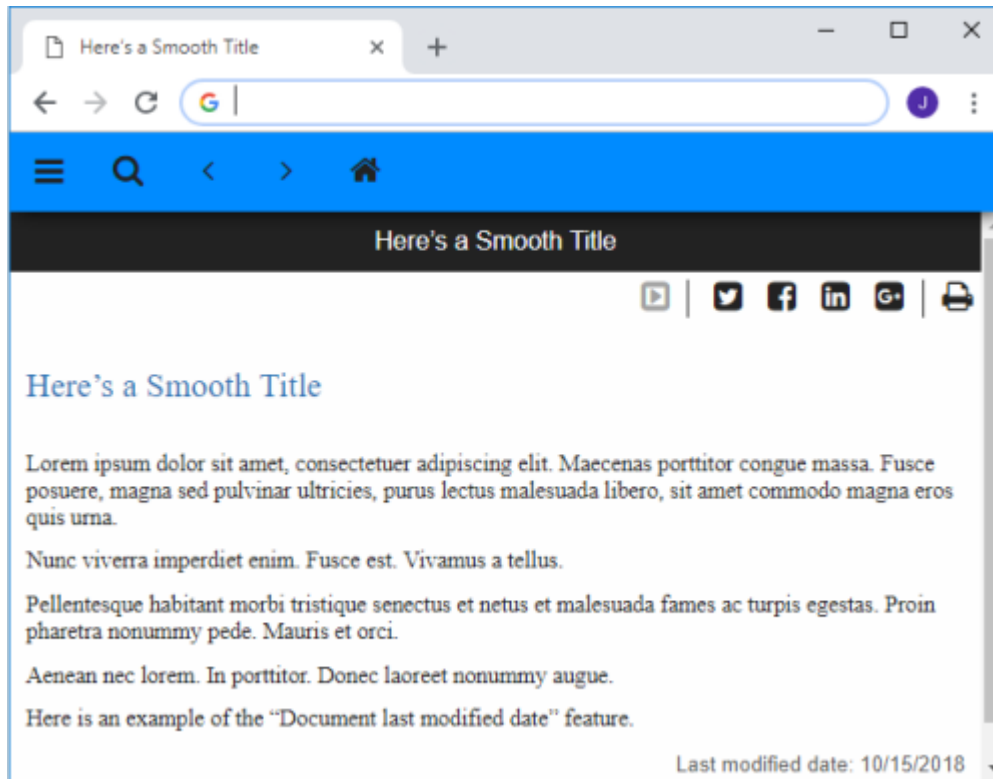 Here's a Smooth Title
J
Here's a Smooth Title
Here's a Smooth Title
Lorem ipsum dolor sit amet, consectetuer adipiscing elit. Maecenas porttitor congue massa. Fusce
posuere, magna sed pulvinar ultricies, purus lectus malesuada libero, sit amet commodo magna eros
quis urna.
Nunc viverra imperdiet enim. Fusce est. Vivamus a tellus.
Pellentesque habitant morbi tristique senectus et netus et malesuada fames ac turpis egestas. Proin
pharetra nonummy pede. Mauris et orci.
Aenean nec lorem. In porttitor. Donec laoreet nonummy augue.
Here is an example of the “Document last modified date” feature.
Last modified date: 10/15/2018